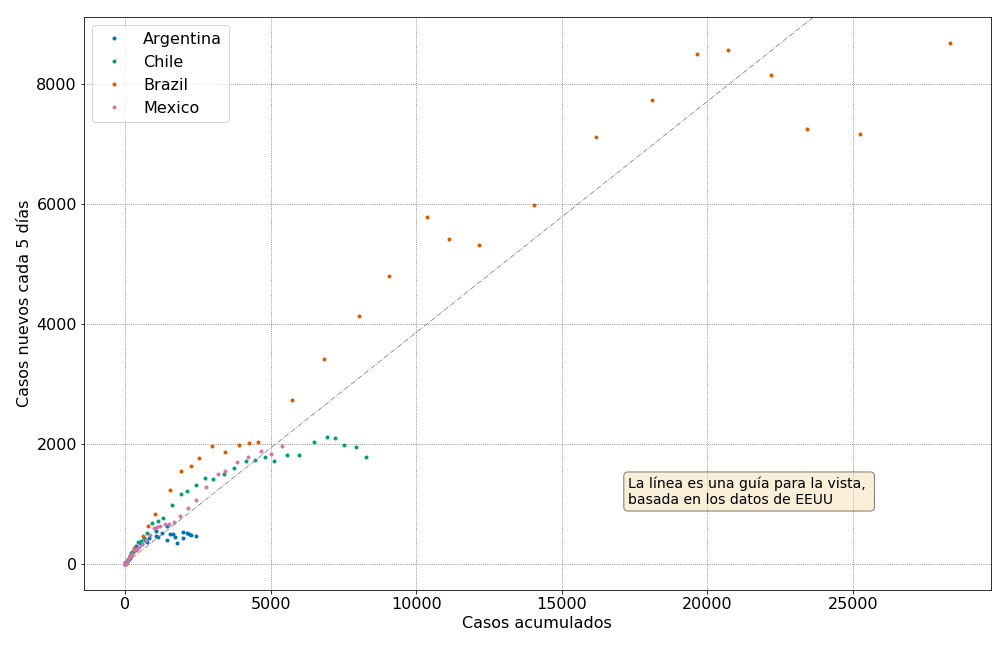 Argentina
Chile
Brazil
Mexico
8000
6000
4000
2000
0
Casos nuevos cada 5 días
La línea es una guía para la vista,
basada en los datos de EEUU
0
5000
10000
15000
20000
25000
Casos acumulados